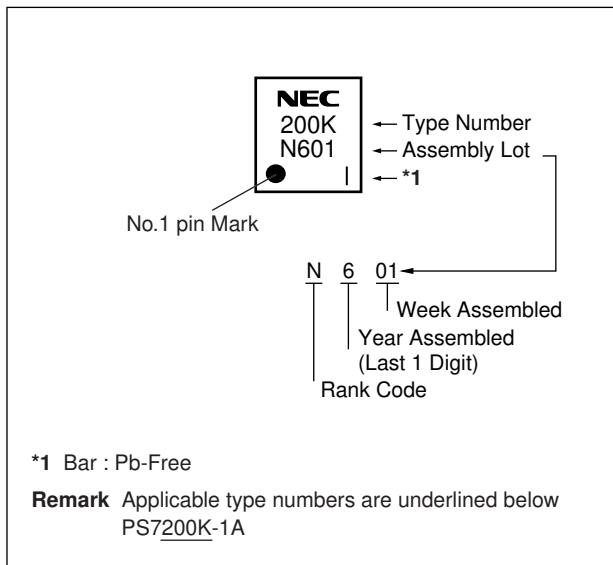 NEC
200K
Type Number
N601
Assembly Lot
|
*1
No.1 pin Mark
N 6 01
Week Assembled
Year Assembled
(Last 1 Digit)
Rank Code
*1 Bar : Pb-Free
Remark Applicable type numbers are underlined below
PS7200K-1A